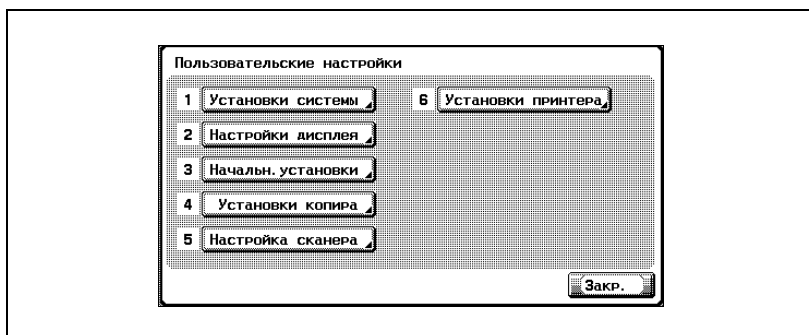 Пользовательские настройки
1 Установки системы
2 Настройки дисплея
3 Начальн.установки
4 Установки копира
5 Настройка сканера
6 Установки принтера
Закр.